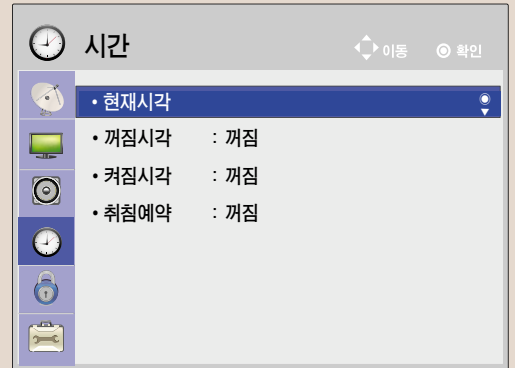 시간 이동 확인
• 현재시각
• 꺼짐시각 : 꺼짐
• 켜짐시각 : 꺼짐
• 취침예약 : 꺼짐